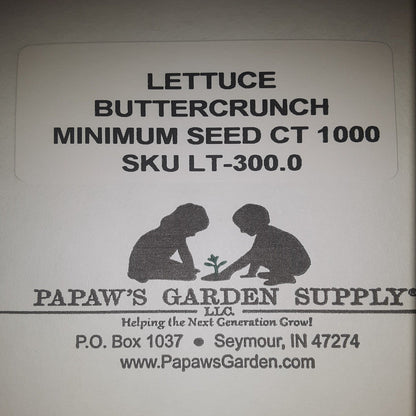 LETTUCE
BUTTERCRUNCH
MINIMUM SEED CT 1000
SKU LT-300.0
PAPAW'S GARDEN SUPPLY®
LLC.
Helping the Next Generation Grow!
P.O. Box 1037 • Seymour, IN 47274
www.PapawsGarden.com